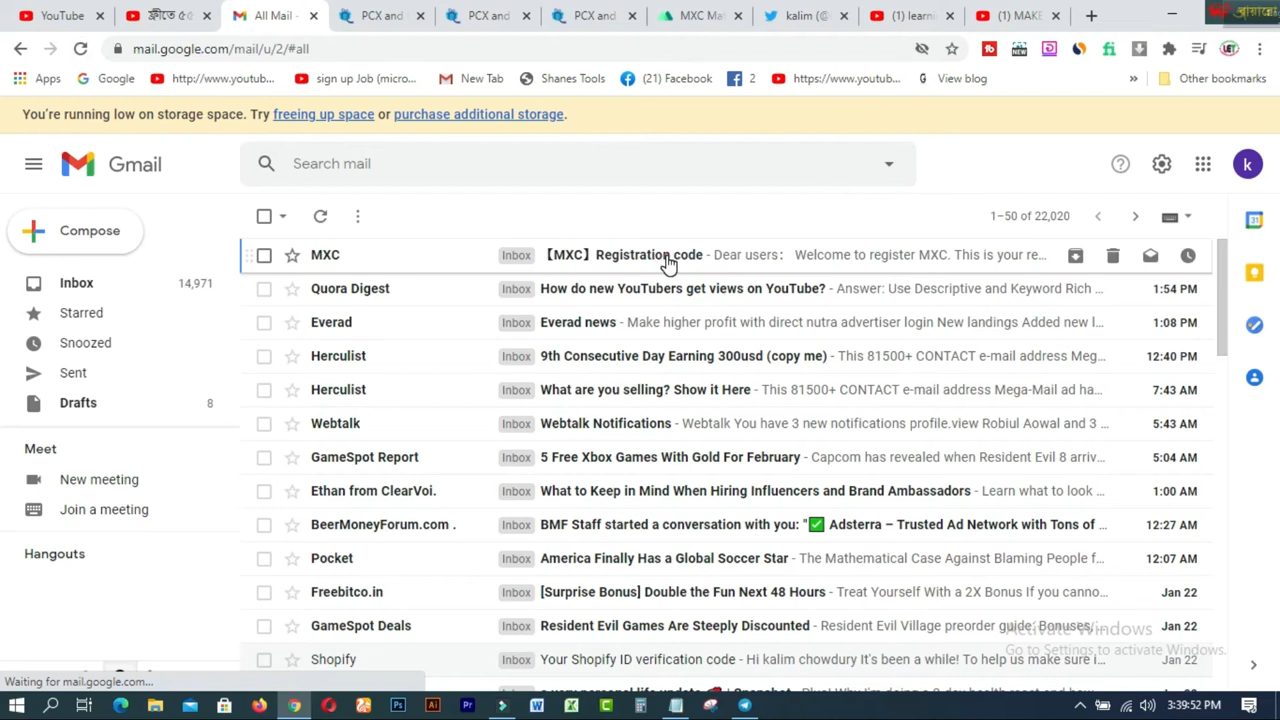 YouTube
ফ্রীতে ৫৫
All Mail -
PCX and
PCX and
PCX and
MXC Ma
kalim (
(1) learni
(1) MAKE
mail.google.com/mail/u/2/#all
Apps
Google
http://www.youtub...
sign up Job (micro...
New Tab
Shanes Tools
(21) Facebook
2
https://www.youtub...
View blog
»
Other bookmarks
You're running low on storage space. Try freeing up space or purchase additional storage.
Gmail
Search mail
k
Compose
1–50 of 22,020
Inbox 14,971
Starred
Snoozed
Sent
Drafts 8
Meet
New meeting
Join a meeting
Hangouts
MXC Inbox 【MXC】Registration code - Dear users： Welcome to register MXC. This is your re...
Quora Digest Inbox How do new YouTubers get views on YouTube? - Answer: Use Descriptive and Keyword Rich ... 1:54 PM
Everad Inbox Everad news - Make higher profit with direct nutra advertiser login New landings Added new l... 1:08 PM
Herculist Inbox 9th Consecutive Day Earning 300usd (copy me) - This 81500+ CONTACT e-mail address Meg... 12:40 PM
Herculist Inbox What are you selling? Show it Here - This 81500+ CONTACT e-mail address Mega-Mail ad ha... 7:43 AM
Webtalk Inbox Webtalk Notifications - Webtalk You have 3 new notifications profile.view Robiul Aowal and 3 ... 5:43 AM
GameSpot Report Inbox 5 Free Xbox Games With Gold For February - Capcom has revealed when Resident Evil 8 arriv... 5:04 AM
Ethan from ClearVoi. Inbox What to Keep in Mind When Hiring Influencers and Brand Ambassadors - Learn what to look ... 1:00 AM
BeerMoneyForum.com . Inbox BMF Staff started a conversation with you: "✅ Adsterra – Trusted Ad Network with Tons of ... 12:27 AM
Pocket Inbox America Finally Has a Global Soccer Star - The Mathematical Case Against Blaming People f... 12:07 AM
Freebitco.in Inbox [Surprise Bonus] Double the Fun Next 48 Hours - Treat Yourself With a 2X Bonus If you canno... Jan 22
GameSpot Deals Inbox Resident Evil Games Are Steeply Discounted - Resident Evil Village preorder guide, Bonuses,... Jan 22
Shopify Inbox Your Shopify ID verification code - Hi kalim chowdury It's been a while! To help us make sure i... Jan 22
Activate Windows
Go to Settings to activate Windows.
Waiting for mail.google.com...
3:39:52 PM